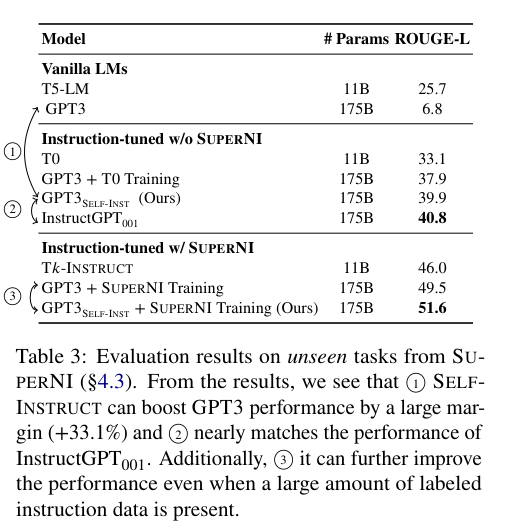 Model # Params ROUGE-L
Vanilla LMs
T5-LM 11B 25.7
GPT3 175B 6.8
①
Instruction-tuned w/o SUPERNI
T0 11B 33.1
GPT3 + T0 Training 175B 37.9
GPT3SELF-INST (Ours) 175B 39.9
②
InstructGPT001 175B 40.8
Instruction-tuned w/ SUPERNI
Tk-INSTRUCT 11B 46.0
③
GPT3 + SUPERNI Training 175B 49.5
GPT3SELF-INST + SUPERNI Training (Ours) 175B 51.6
Table 3: Evaluation results on unseen tasks from SU-
PERNI (§4.3). From the results, we see that ① SELF-
INSTRUCT can boost GPT3 performance by a large mar-
gin (+33.1%) and ② nearly matches the performance of
InstructGPT001. Additionally, ③ it can further improve
the performance even when a large amount of labeled
instruction data is present.